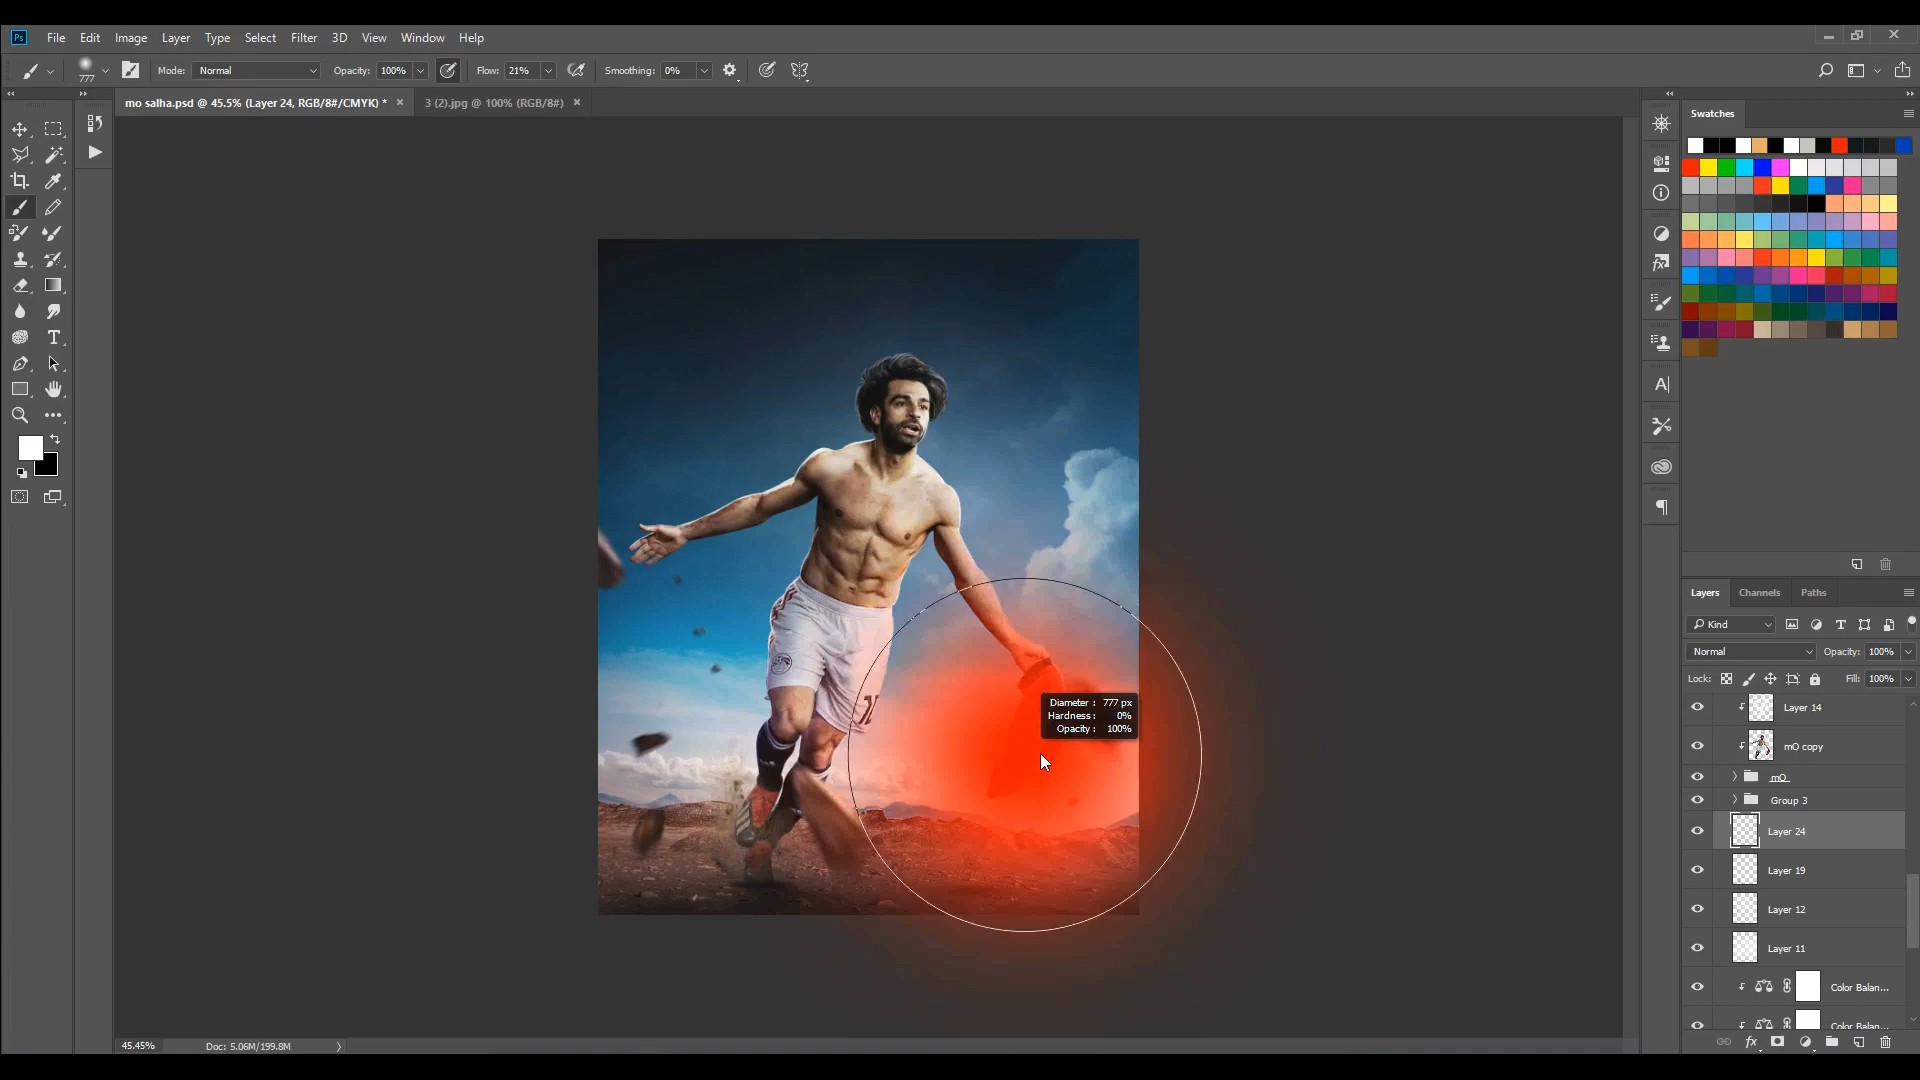 Ps File Edit Image Layer Type Select Filter 3D View Window Help
777 Mode: Normal Opacity: 100% Flow: 21% Smoothing: 0%
mo salha.psd @ 45.5% (Layer 24, RGB/8#/CMYK) * × 3 (2).jpg @ 100% (RGB/8#) ×
Swatches
Diameter : 777 px
Hardness : 0%
Opacity : 100%
Layers Channels Paths
Kind
Normal Opacity: 100%
Lock: Fill: 100%
Layer 14
mO copy
mO
Group 3
Layer 24
Layer 19
Layer 12
Layer 11
Color Balan...
Color Balan...
45.45% Doc: 5.06M/199.8M